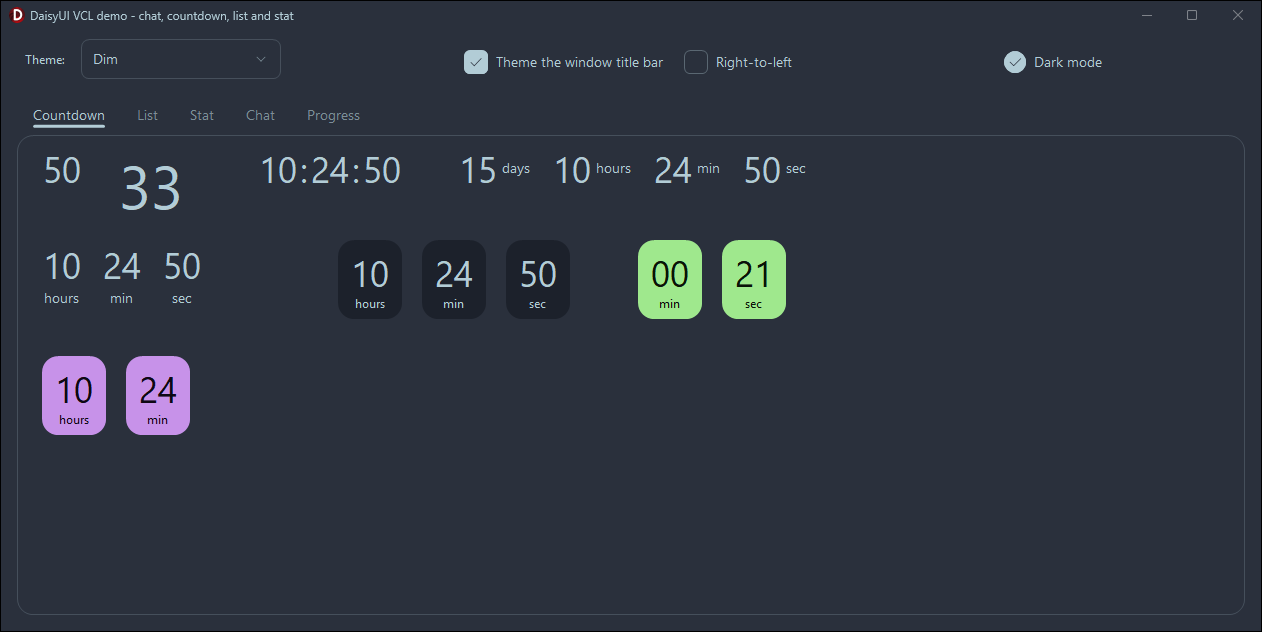 D DaisyUI VCL demo - chat, countdown, list and stat
Theme: Dim Theme the window title bar Right-to-left Dark mode
Countdown List Stat Chat Progress
50 33 10:24:50 15 days 10 hours 24 min 50 sec
10 24 50 10 24 50 00 21
hours min sec hours min sec min sec
10 24
hours min